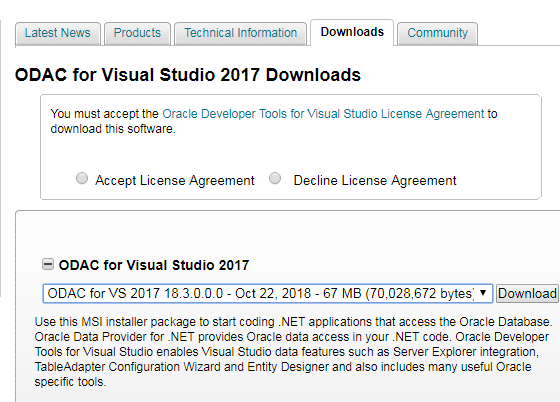 Latest News Products Technical Information Downloads Community
ODAC for Visual Studio 2017 Downloads
You must accept the Oracle Developer Tools for Visual Studio License Agreement to
download this software.
Accept License Agreement Decline License Agreement
ODAC for Visual Studio 2017
ODAC for VS 2017 18.3.0.0.0 - Oct 22, 2018 - 67 MB (70,028,672 bytes) Download
Use this MSI installer package to start coding .NET applications that access the Oracle Database.
Oracle Data Provider for .NET provides Oracle data access in your .NET code. Oracle Developer
Tools for Visual Studio enables Visual Studio data features such as Server Explorer integration,
TableAdapter Configuration Wizard and Entity Designer and also includes many useful Oracle
specific tools.